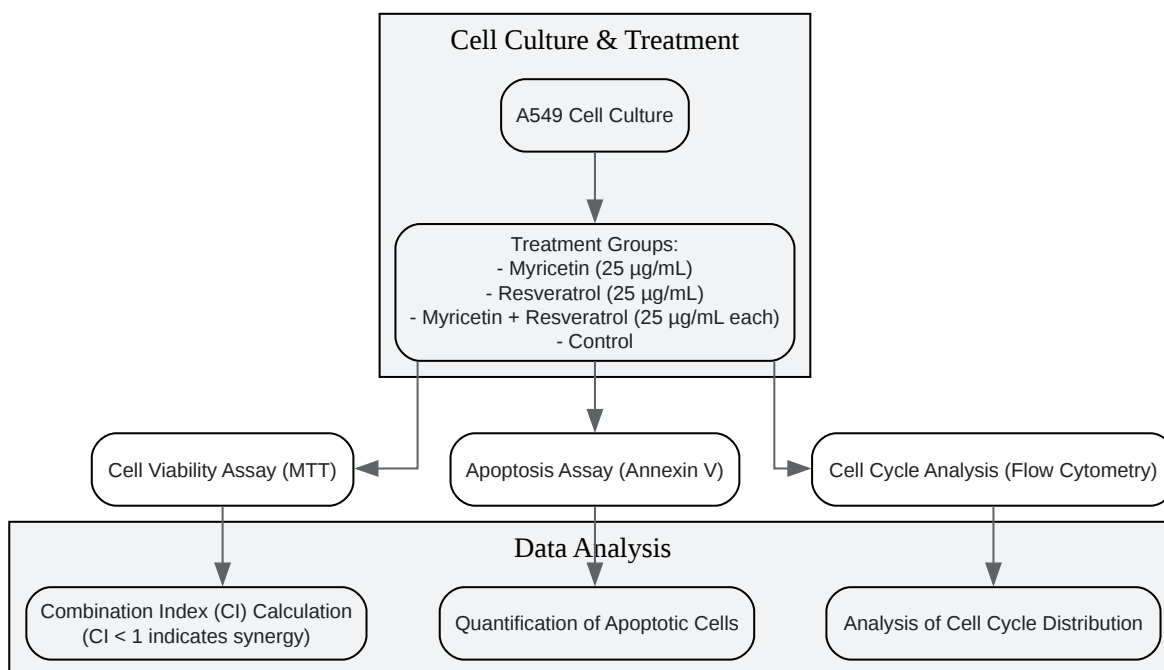 Cell Culture & Treatment
A549 Cell Culture
Treatment Groups:
- Myricetin (25 µg/mL)
- Resveratrol (25 µg/mL)
- Myricetin + Resveratrol (25 µg/mL each)
- Control
Cell Viability Assay (MTT)
Apoptosis Assay (Annexin V)
Cell Cycle Analysis (Flow Cytometry)
Data Analysis
Combination Index (CI) Calculation
(CI < 1 indicates synergy)
Quantification of Apoptotic Cells
Analysis of Cell Cycle Distribution